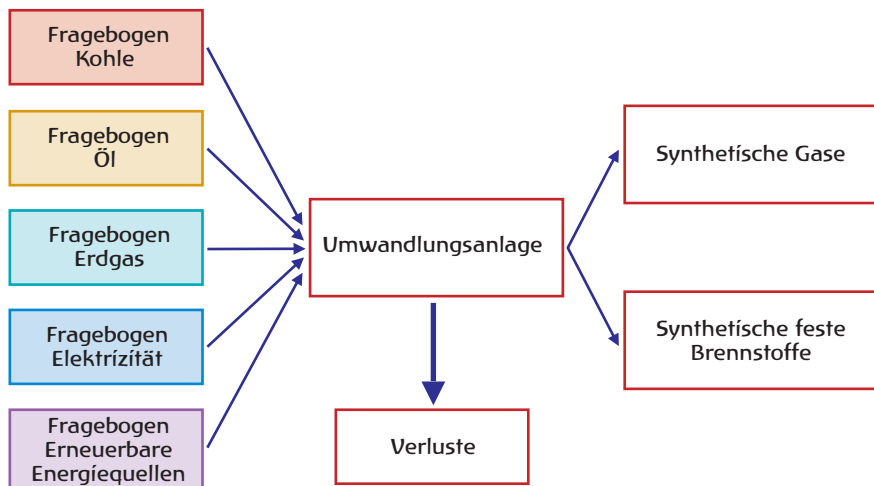 Fragebogen
Kohle
Fragebogen
Öl
Fragebogen
Erdgas
Fragebogen
Elektrizität
Fragebogen
Erneuerbare
Energiequellen
Umwandlungsanlage
Verluste
Synthetische Gase
Synthetische feste
Brennstoffe